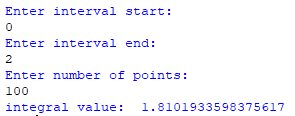 Enter interval start:
0
Enter interval end:
2
Enter number of points:
100
integral value:  1.8101933598375617